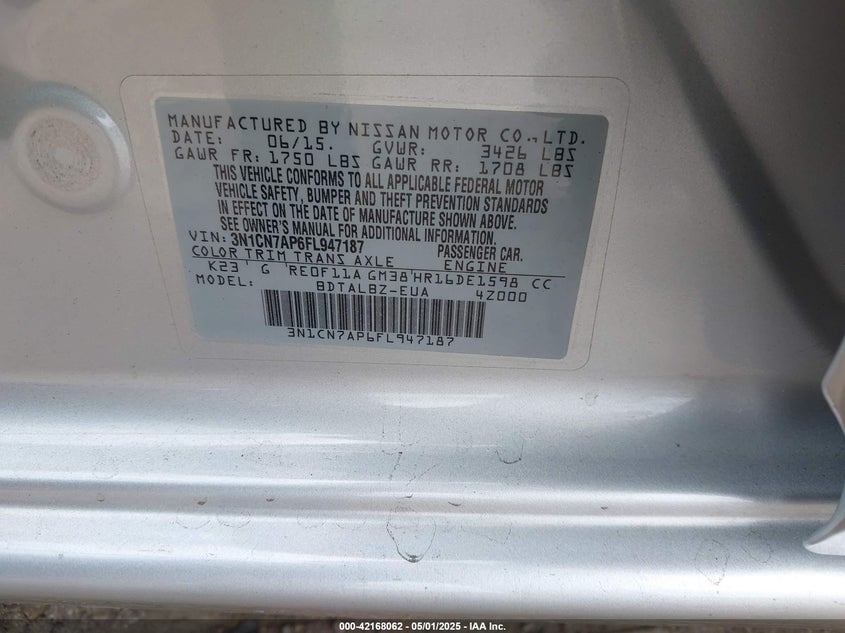 MANUFACTURED BY NISSAN MOTOR CO.,LTD.
DATE: 06/15. GVWR: 3426 LBS
GAWR FR: 1750 LBS GAWR RR: 1708 LBS
THIS VEHICLE CONFORMS TO ALL APPLICABLE FEDERAL MOTOR
VEHICLE SAFETY, BUMPER AND THEFT PREVENTION STANDARDS
IN EFFECT ON THE DATE OF MANUFACTURE SHOWN ABOVE.
SEE OWNER'S MANUAL FOR ADDITIONAL INFORMATION.
VIN: 3N1CN7AP6FL947187 PASSENGER CAR.
COLOR TRIM TRANS AXLE ENGINE
K23 G RE0F11A GM38 HR16DE1598 CC
MODEL: BDTALBZ-EUA 4Z000
3N1CN7AP6FL947187
000-42168062 - 05/01/2025 - IAA Inc.